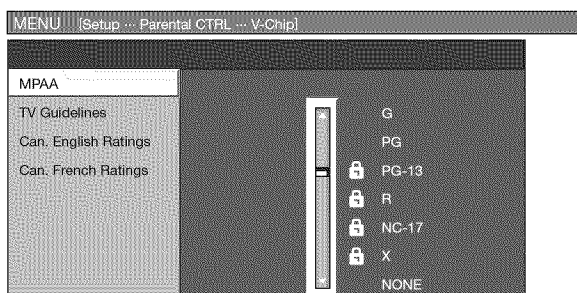 MENU [Setup ··· Parental CTRL ··· V-Chip]
MPAA
TV Guidelines
Can. English Ratings
Can. French Ratings
G
PG
PG-13
R
NC-17
X
NONE